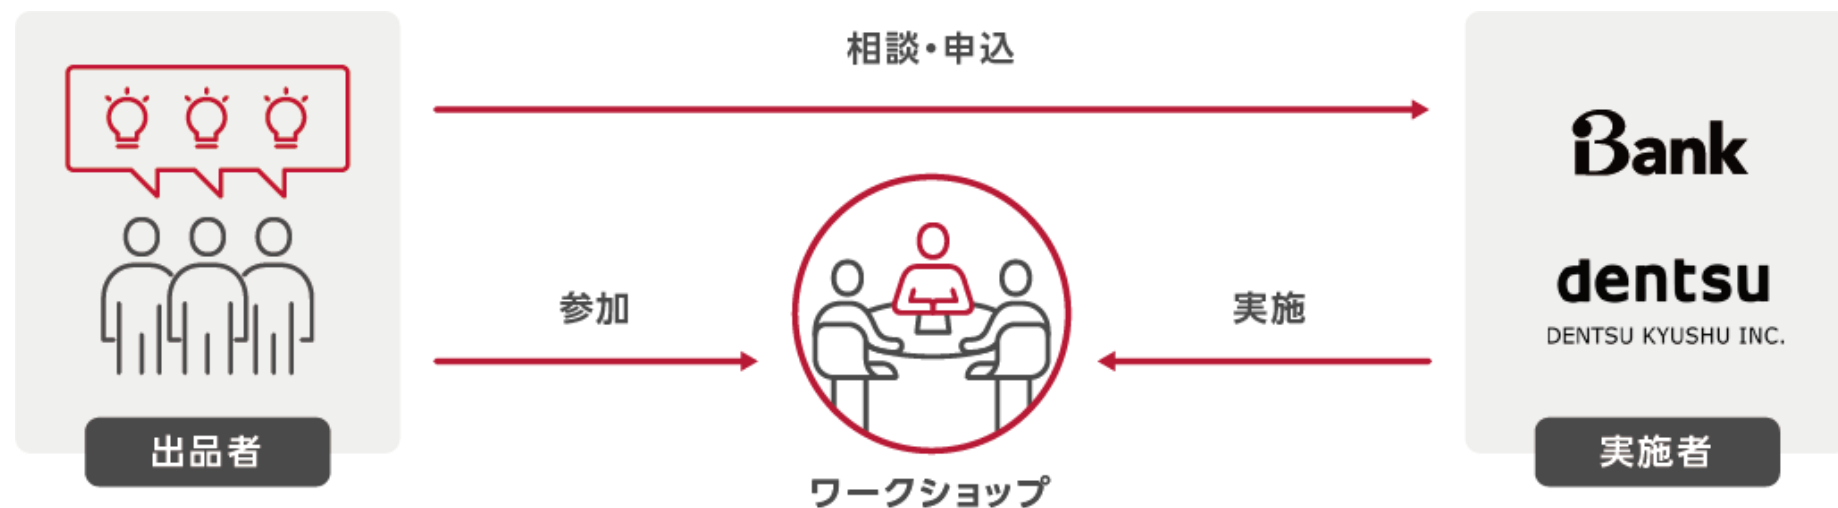 相談・申込
iBank
dentsu
DENTSU KYUSHU INC.
参加
実施
出品者
ワークショップ
実施者